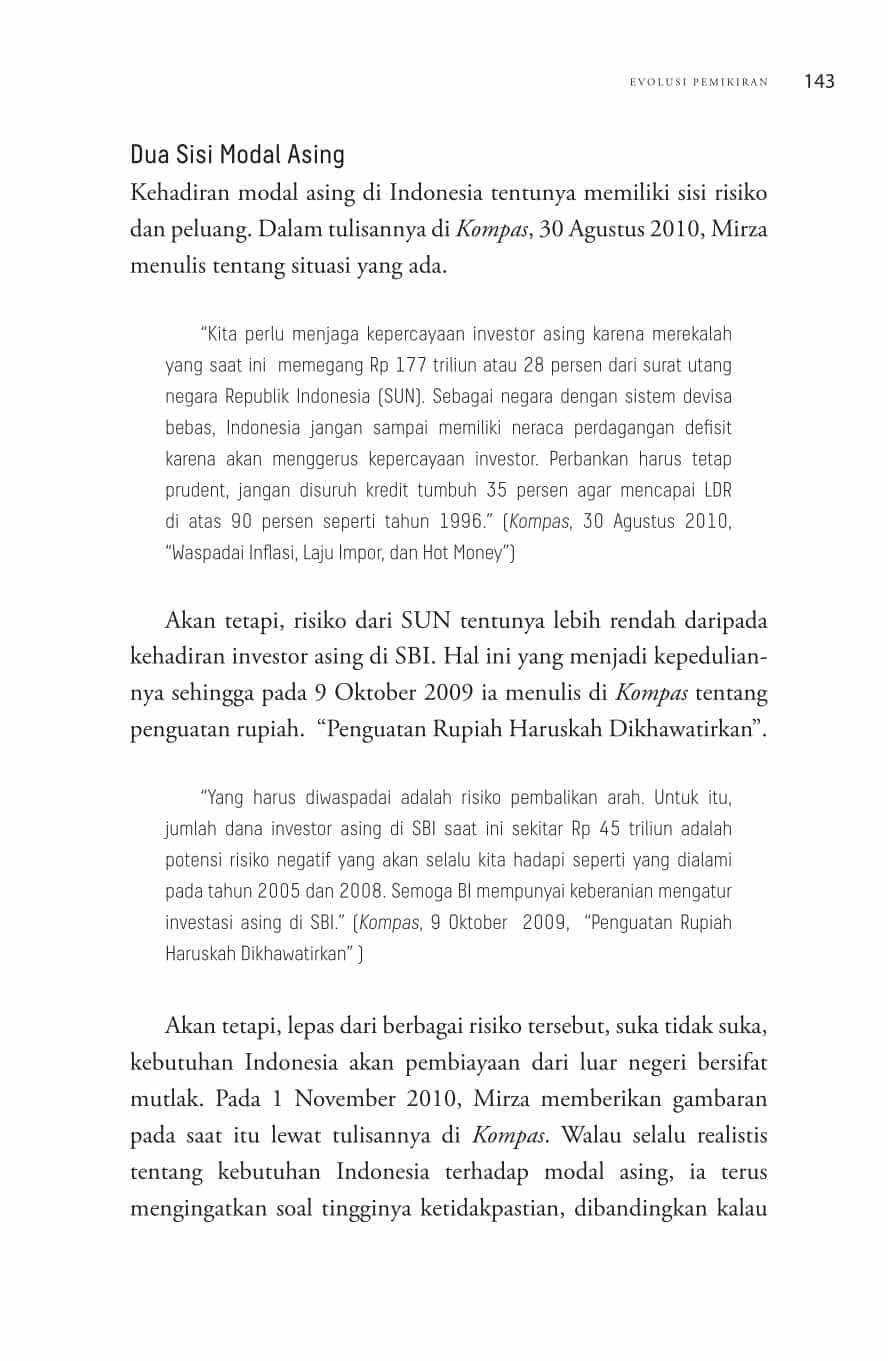 EVOLUSI PEMIKIRAN 143
Dua Sisi Modal Asing
Kehadiran modal asing di Indonesia tentunya memiliki sisi risiko
dan peluang. Dalam tulisannya di Kompas, 30 Agustus 2010, Mirza
menulis tentang situasi yang ada.
“Kita perlu menjaga kepercayaan investor asing karena merekalah
yang saat ini  memegang Rp 177 triliun atau 28 persen dari surat utang
negara Republik Indonesia (SUN). Sebagai negara dengan sistem devisa
bebas, Indonesia jangan sampai memiliki neraca perdagangan defisit
karena akan menggerus kepercayaan investor. Perbankan harus tetap
prudent, jangan disuruh kredit tumbuh 35 persen agar mencapai LDR
di atas 90 persen seperti tahun 1996.” (Kompas, 30 Agustus 2010,
“Waspadai Inflasi, Laju Impor, dan Hot Money”)
Akan tetapi, risiko dari SUN tentunya lebih rendah daripada
kehadiran investor asing di SBI. Hal ini yang menjadi kepedulian-
nya sehingga pada 9 Oktober 2009 ia menulis di Kompas tentang
penguatan rupiah.  “Penguatan Rupiah Haruskah Dikhawatirkan”.
“Yang harus diwaspadai adalah risiko pembalikan arah. Untuk itu,
jumlah dana investor asing di SBI saat ini sekitar Rp 45 triliun adalah
potensi risiko negatif yang akan selalu kita hadapi seperti yang dialami
pada tahun 2005 dan 2008. Semoga BI mempunyai keberanian mengatur
investasi asing di SBI.” (Kompas, 9 Oktober  2009,  “Penguatan Rupiah
Haruskah Dikhawatirkan” )
Akan tetapi, lepas dari berbagai risiko tersebut, suka tidak suka,
kebutuhan Indonesia akan pembiayaan dari luar negeri bersifat
mutlak. Pada 1 November 2010, Mirza memberikan gambaran
pada saat itu lewat tulisannya di Kompas. Walau selalu realistis
tentang kebutuhan Indonesia terhadap modal asing, ia terus
mengingatkan soal tingginya ketidakpastian, dibandingkan kalau